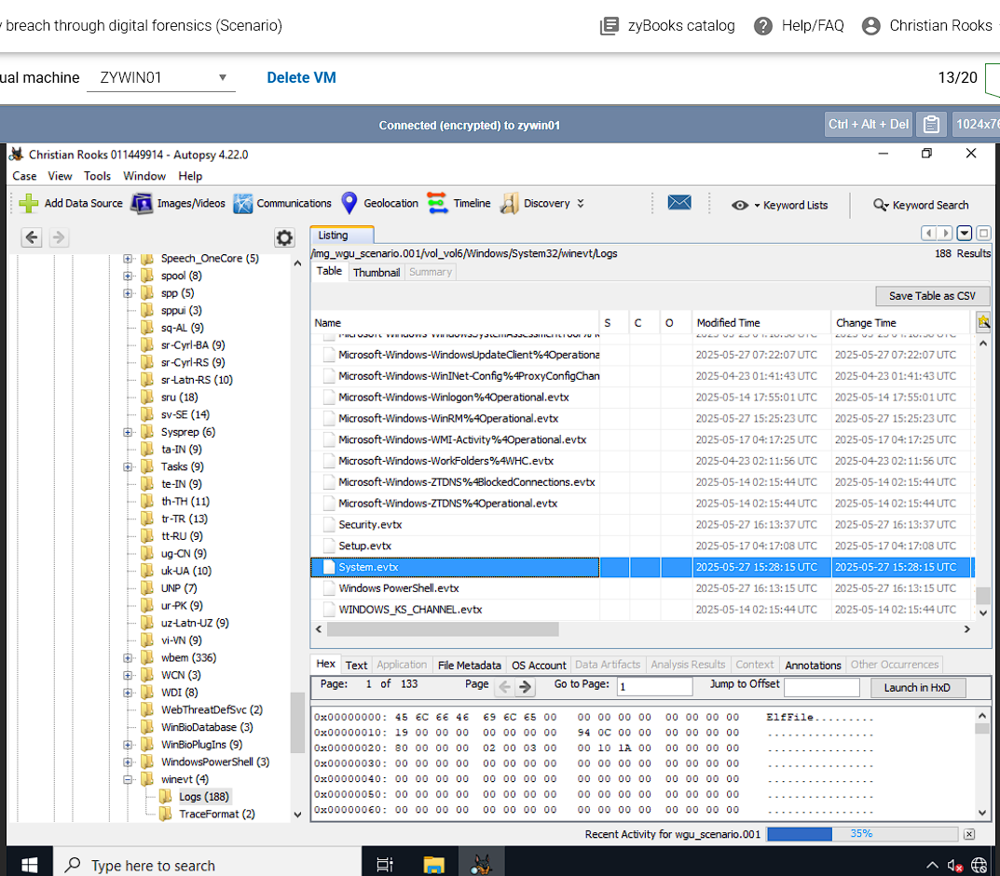 breach through digital forensics (Scenario)
zyBooks catalog
Help/FAQ
Christian Rooks
ual machine
ZYWIN01
Delete VM
13/20
Connected (encrypted) to zywin01
Ctrl + Alt + Del
1024x76
Christian Rooks 011449914 - Autopsy 4.22.0
Case View Tools Window Help
Add Data Source
Images/Videos
Communications
Geolocation
Timeline
Discovery
Keyword Lists
Keyword Search
Speech_OneCore (5)
spool (8)
spp (5)
sppui (3)
sq-AL (9)
sr-Cyrl-BA (9)
sr-Cyrl-RS (9)
sr-Latn-RS (10)
sru (18)
sv-SE (14)
Sysprep (6)
ta-IN (9)
Tasks (9)
te-IN (9)
th-TH (11)
tr-TR (13)
tt-RU (9)
ug-CN (9)
uk-UA (10)
UNP (7)
ur-PK (9)
uz-Latn-UZ (9)
vi-VN (9)
wbem (336)
WCN (3)
WDI (8)
WebThreatDefSvc (2)
WinBioDatabase (3)
WinBioPlugIns (9)
WindowsPowerShell (3)
winevt (4)
Logs (188)
TraceFormat (2)
Listing
/img_wgu_scenario.001/vol_vol6/Windows/System32/winevt/Logs
188 Results
Table Thumbnail Summary
Save Table as CSV
Name S C O Modified Time Change Time
Microsoft-Windows-WindowsUpdateClient%4Operationa 2025-05-27 07:22:07 UTC 2025-05-27 07:22:07 UTC
Microsoft-Windows-WinINet-Config%4ProxyConfigChan 2025-04-23 01:41:43 UTC 2025-04-23 01:41:43 UTC
Microsoft-Windows-Winlogon%4Operational.evtx 2025-05-14 17:55:01 UTC 2025-05-14 17:55:01 UTC
Microsoft-Windows-WinRM%4Operational.evtx 2025-05-27 15:25:23 UTC 2025-05-27 15:25:23 UTC
Microsoft-Windows-WMI-Activity%4Operational.evtx 2025-05-17 04:17:25 UTC 2025-05-17 04:17:25 UTC
Microsoft-Windows-WorkFolders%4WHC.evtx 2025-04-23 02:11:56 UTC 2025-04-23 02:11:56 UTC
Microsoft-Windows-ZTDNS%4BlockedConnections.evtx 2025-05-14 02:15:44 UTC 2025-05-14 02:15:44 UTC
Microsoft-Windows-ZTDNS%4Operational.evtx 2025-05-14 02:15:44 UTC 2025-05-14 02:15:44 UTC
Security.evtx 2025-05-27 16:13:37 UTC 2025-05-27 16:13:37 UTC
Setup.evtx 2025-05-17 04:17:08 UTC 2025-05-17 04:17:08 UTC
System.evtx 2025-05-27 15:28:15 UTC 2025-05-27 15:28:15 UTC
Windows PowerShell.evtx 2025-05-27 16:13:15 UTC 2025-05-27 16:13:15 UTC
WINDOWS_KS_CHANNEL.evtx 2025-05-14 02:15:44 UTC 2025-05-14 02:15:44 UTC
Hex Text Application File Metadata OS Account Data Artifacts Analysis Results Context Annotations Other Occurrences
Page: 1 of 133 Page Go to Page: 1 Jump to Offset Launch in HxD
0x00000000: 45 6C 66 46 69 6C 65 00 00 00 00 00 00 00 00 00 ElfFile.........
0x00000010: 19 00 00 00 00 00 00 00 94 0C 00 00 00 00 00 00 ................
0x00000020: 80 00 00 00 02 00 03 00 00 10 1A 00 00 00 00 00 ................
0x00000030: 00 00 00 00 00 00 00 00 00 00 00 00 00 00 00 00 ................
0x00000040: 00 00 00 00 00 00 00 00 00 00 00 00 00 00 00 00 ................
0x00000050: 00 00 00 00 00 00 00 00 00 00 00 00 00 00 00 00 ................
0x00000060: 00 00 00 00 00 00 00 00 00 00 00 00 00 00 00 00 ................
Recent Activity for wgu_scenario.001 35%
Type here to search